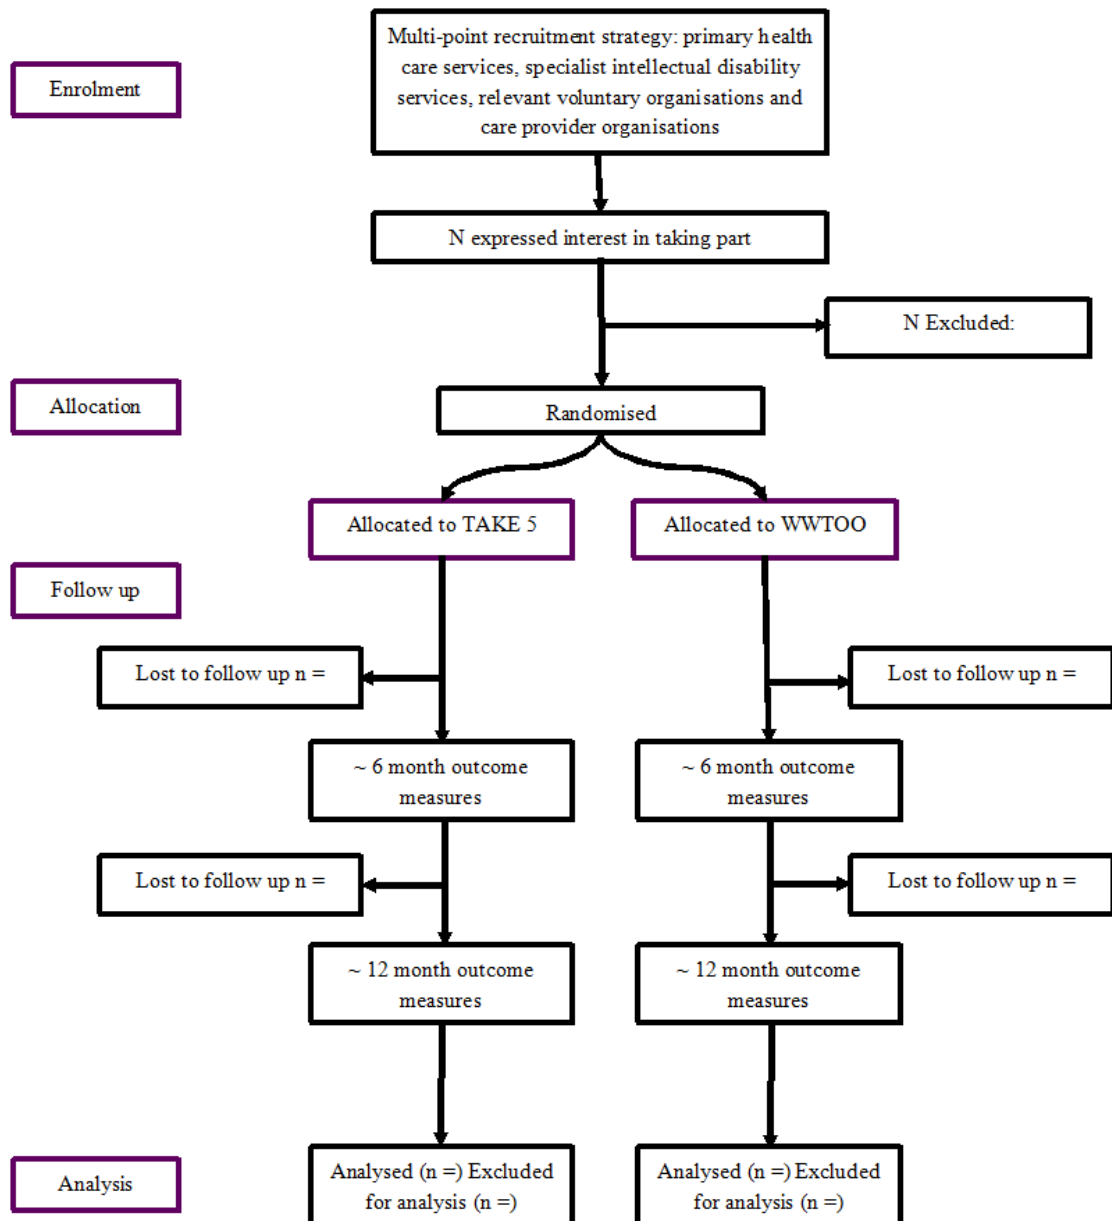 Enrolment
Multi-point recruitment strategy: primary health
care services, specialist intellectual disability
services, relevant voluntary organisations and
care provider organisations
N expressed interest in taking part
N Excluded:
Allocation
Randomised
Allocated to TAKE 5
Allocated to WWTOO
Follow up
Lost to follow up n =
Lost to follow up n =
~ 6 month outcome
measures
~ 6 month outcome
measures
Lost to follow up n =
Lost to follow up n =
~ 12 month outcome
measures
~ 12 month outcome
measures
Analysis
Analysed (n =) Excluded
for analysis (n =)
Analysed (n =) Excluded
for analysis (n =)